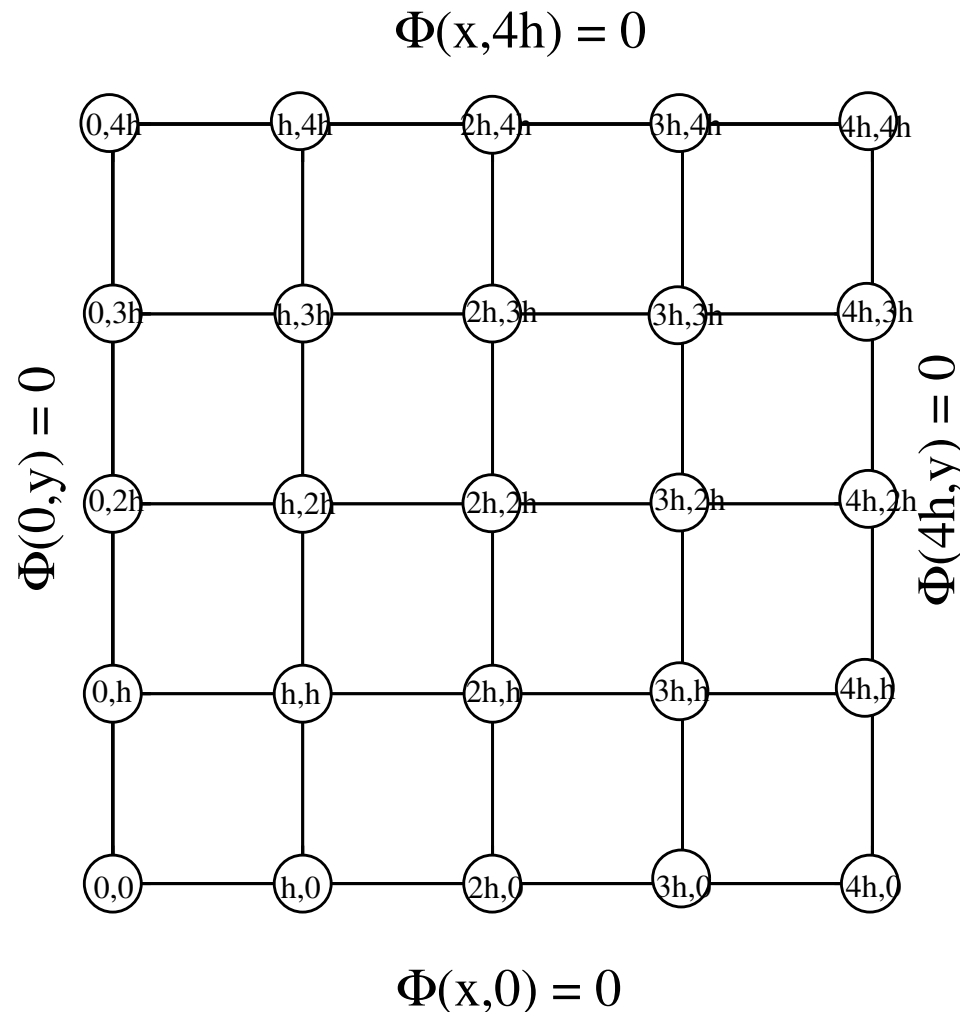 Φ(x,4h) = 0
0,4h h,4h 2h,4h 3h,4h 4h,4h
0,3h h,3h 2h,3h 3h,3h 4h,3h
Φ(0,y) = 0
Φ(4h,y) = 0
0,2h h,2h 2h,2h 3h,2h 4h,2h
0,h h,h 2h,h 3h,h 4h,h
0,0 h,0 2h,0 3h,0 4h,0
Φ(x,0) = 0